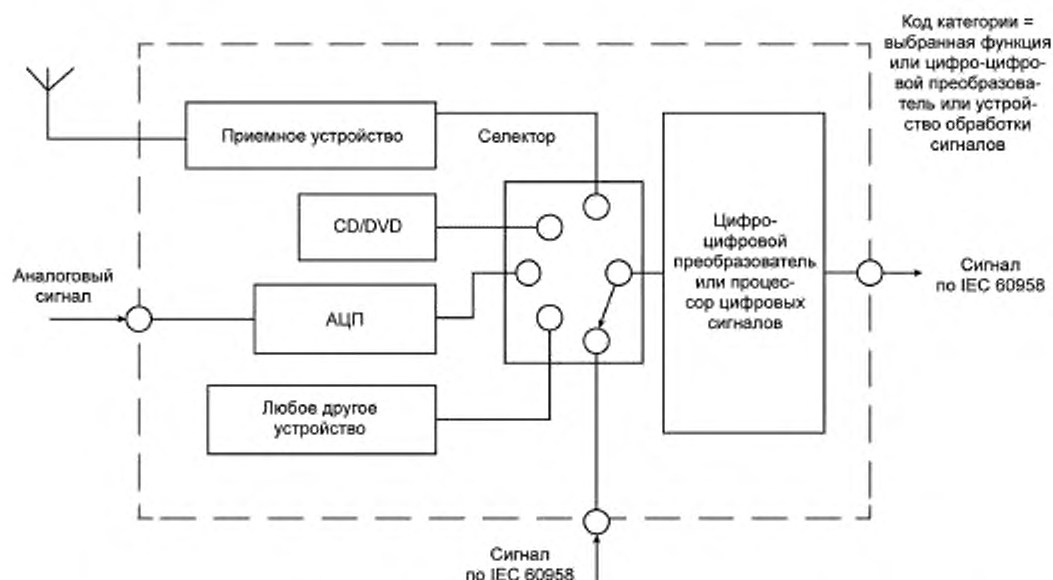 Код категории =
выбранная функция
или цифро-цифро-
вой преобразова-
тель или устрой-
ство обработки
сигналов
Приемное устройство
Селектор
CD/DVD
Цифро-
цифровой
преобразователь
или процес-
сор цифровых
сигналов
Аналоговый
сигнал
АЦП
Сигнал
по IEC 60958
Любое другое
устройство
Сигнал
по IEC 60958